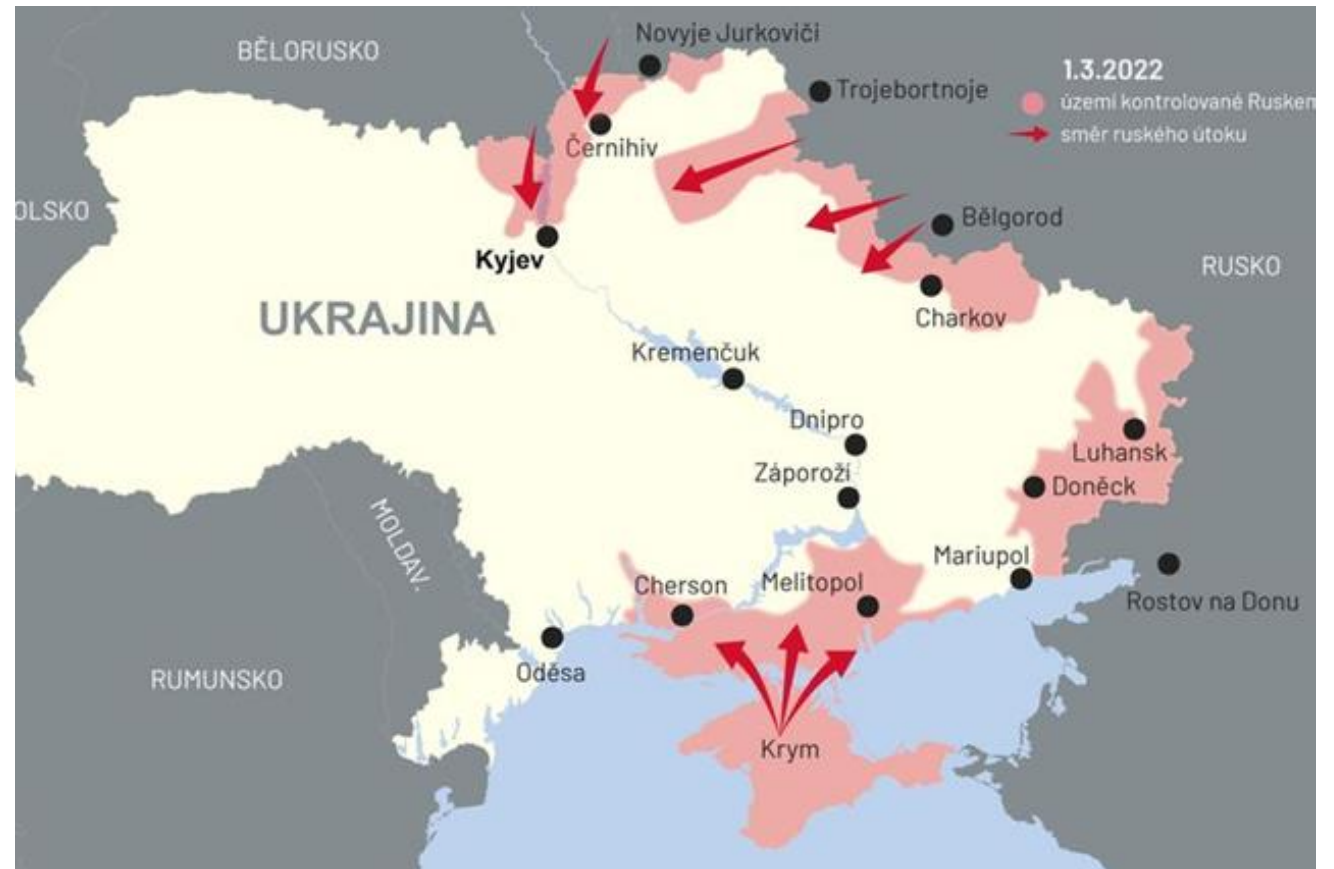 BĚLORUSKO
Novyje Jurkoviči
1.3.2022
území kontrolované Ruskem
směr ruského útoku
Trojebortnoje
Černihiv
OLSKO
Bělgorod
Kyjev
RUSKO
UKRAJINA
Charkov
Kremenčuk
Dnipro
Luhansk
Záporoží
Doněck
MOLDAV.
Mariupol
Cherson
Melitopol
Rostov na Donu
Oděsa
RUMUNSKO
Krym